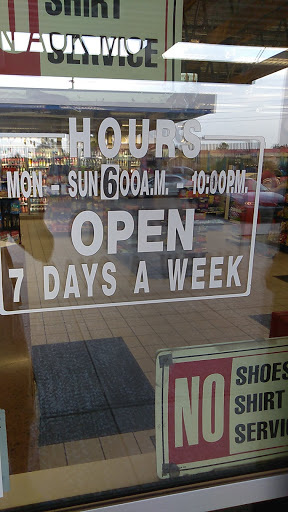 SHIRT
SERVICE
HOURS
MON - SUN 6:00A.M. - 10:00P.M.
OPEN
7 DAYS A WEEK
NO
SHOES
SHIRT
SERVI